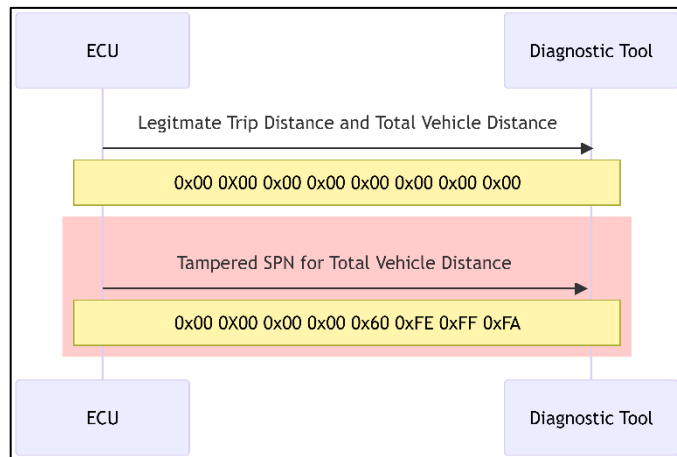 ECU
Diagnostic Tool
Legitmate Trip Distance and Total Vehicle Distance
0x00 0X00 0x00 0x00 0x00 0x00 0x00 0x00
Tampered SPN for Total Vehicle Distance
0x00 0X00 0x00 0x00 0x60 0xFE 0xFF 0xFA
ECU
Diagnostic Tool